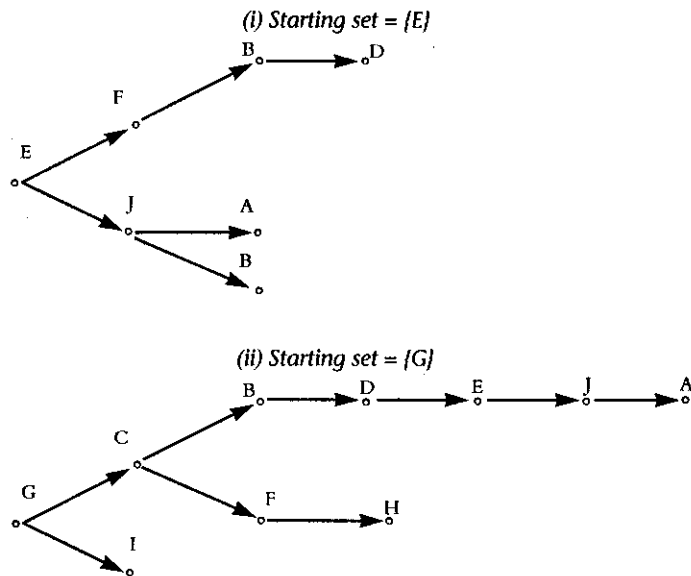 (i) Starting set = {E}
B D
F
E
J A
B
(ii) Starting set = {G}
B D E J A
C
G F H
I